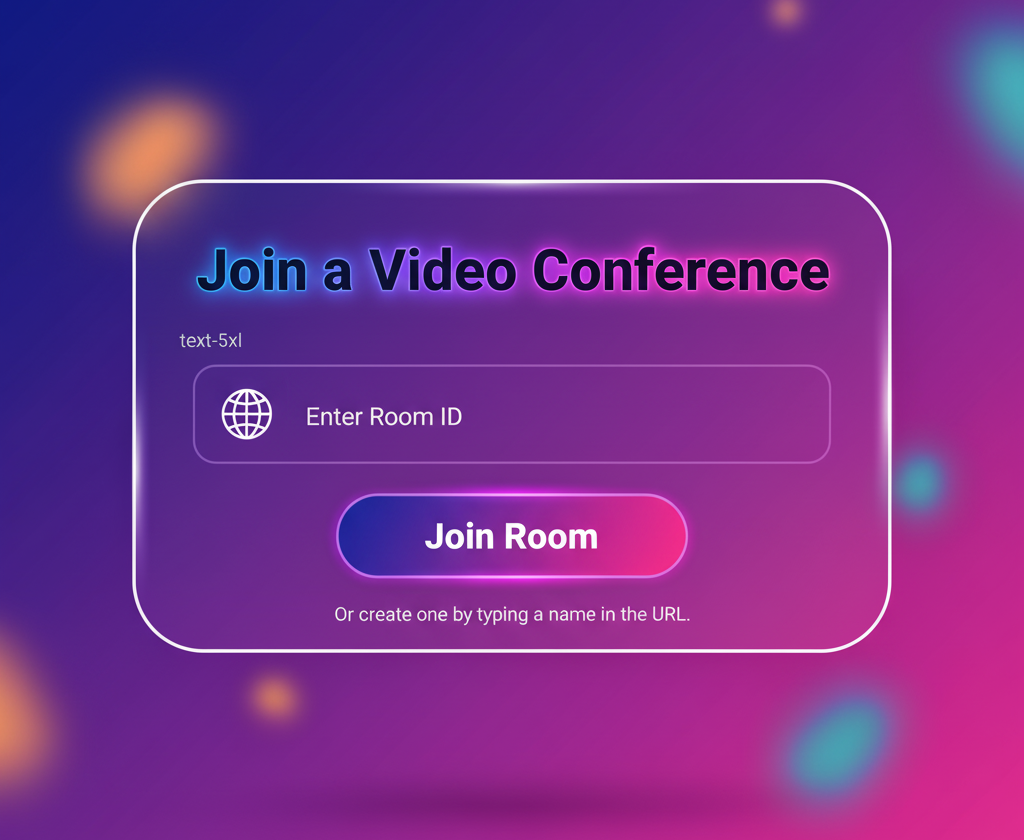 Join a Video Conference
text-5xl
Enter Room ID
Join Room
Or create one by typing a name in the URL.